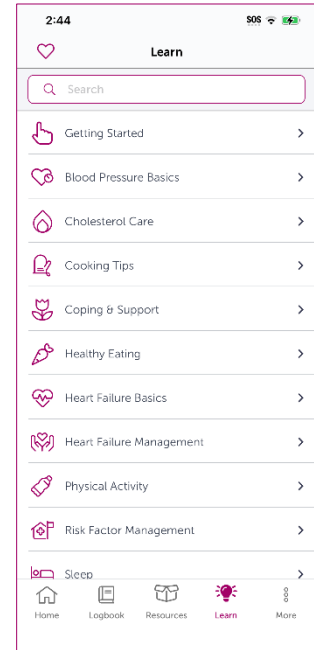 2:44 SOS
Learn
Search
Getting Started
Blood Pressure Basics
Cholesterol Care
Cooking Tips
Coping & Support
Healthy Eating
Heart Failure Basics
Heart Failure Management
Physical Activity
Risk Factor Management
Sleep
Home Logbook Resources Learn More